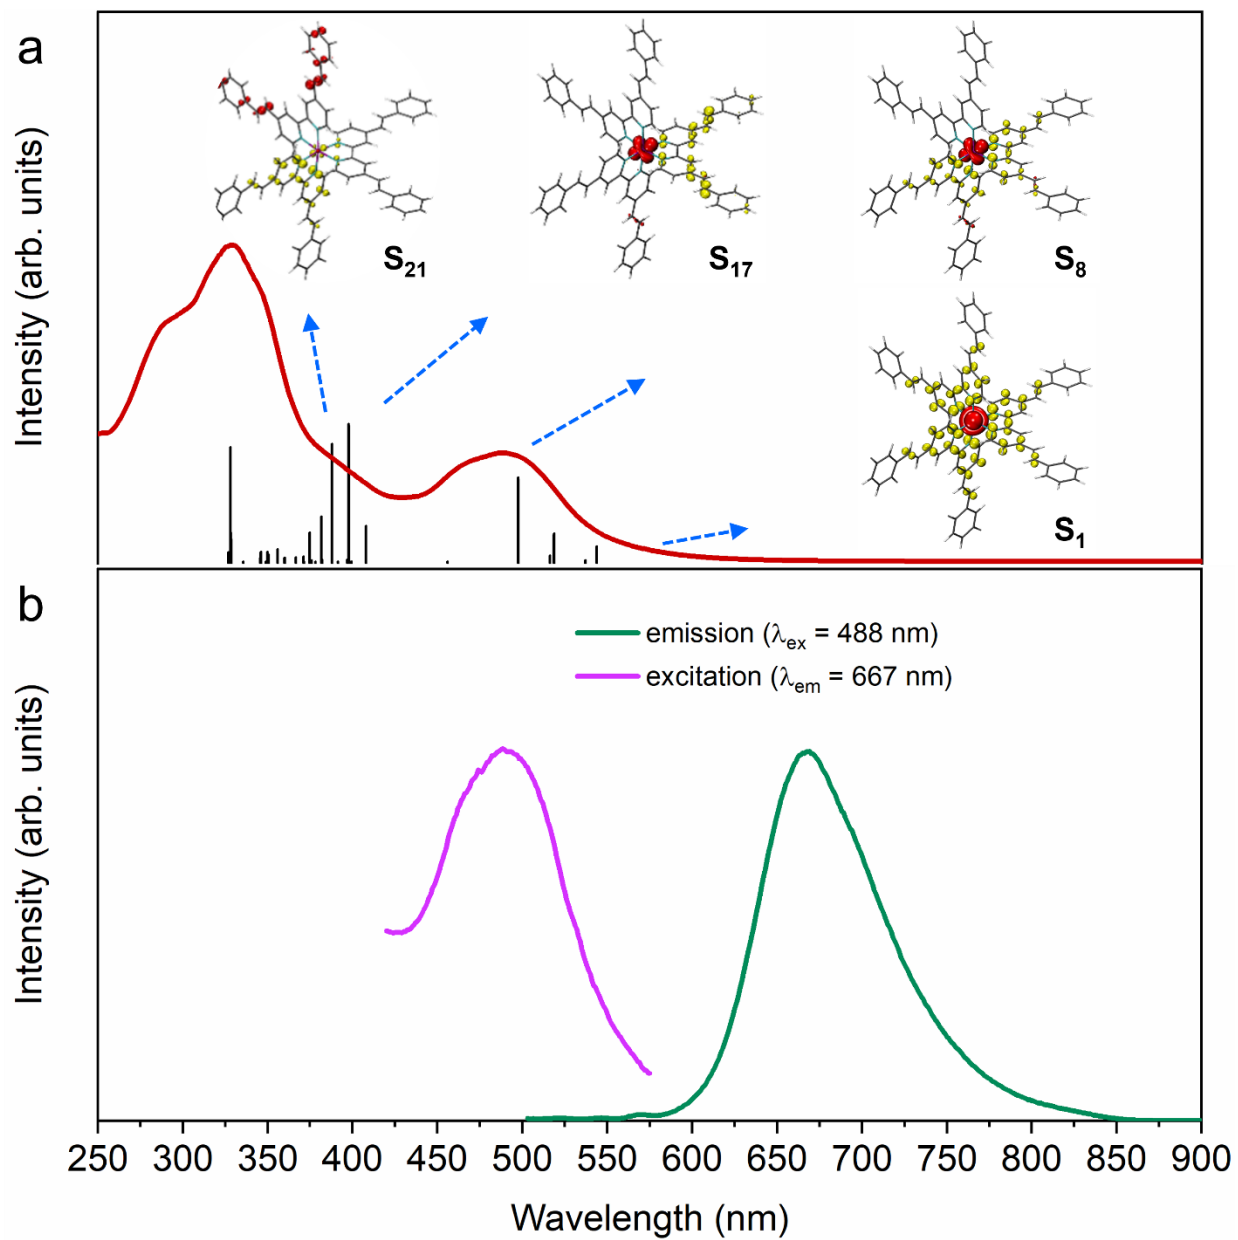 a
S21
S17
S8
S1
Intensity (arb. units)
b
emission (λex = 488 nm)
excitation (λem = 667 nm)
Intensity (arb. units)
250 300 350 400 450 500 550 600 650 700 750 800 850 900
Wavelength (nm)